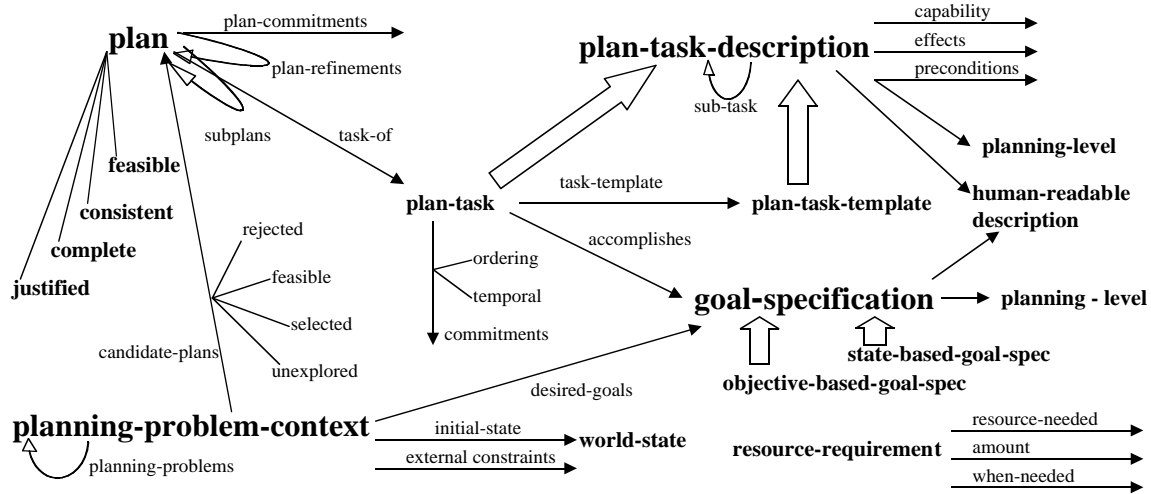 plan
plan-commitments
plan-refinements
subplans
task-of
feasible
consistent
complete
justified
plan-task-description
capability
effects
preconditions
sub-task
planning-level
human-readable
description
plan-task
task-template
plan-task-template
accomplishes
ordering
temporal
commitments
rejected
feasible
selected
unexplored
candidate-plans
goal-specification
planning - level
state-based-goal-spec
objective-based-goal-spec
desired-goals
planning-problem-context
planning-problems
initial-state
world-state
external constraints
resource-requirement
resource-needed
amount
when-needed